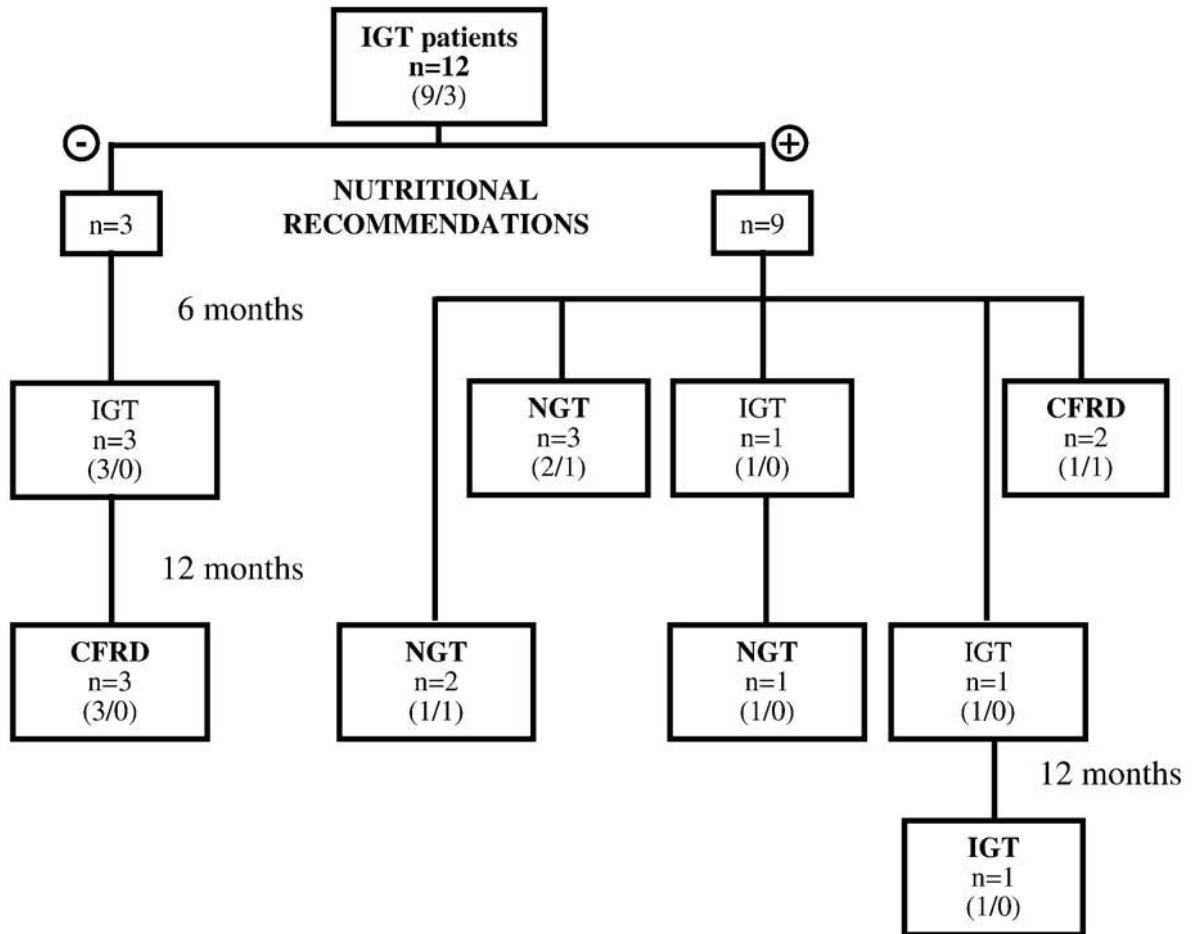 IGT patients
n=12
(9/3)
-
+
NUTRITIONAL
RECOMMENDATIONS
n=3
n=9
6 months
IGT
n=3
(3/0)
NGT
n=3
(2/1)
IGT
n=1
(1/0)
CFRD
n=2
(1/1)
12 months
CFRD
n=3
(3/0)
NGT
n=2
(1/1)
NGT
n=1
(1/0)
IGT
n=1
(1/0)
12 months
IGT
n=1
(1/0)